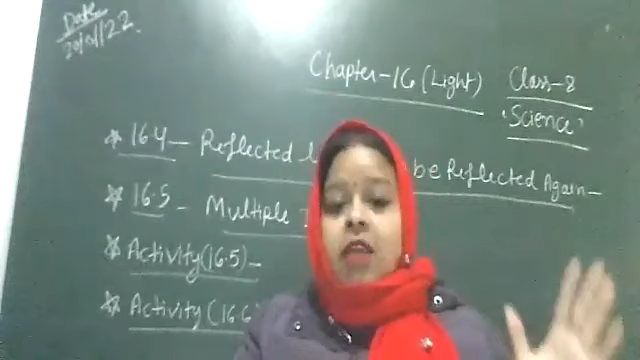 Date
20/01/22.
Chapter-16 (Light) Class-8
'Science'
* 16.4 - Reflected be Reflected Again-
* 16.5 - Multiple
* Activity (16.5) -
* Activity (16.6